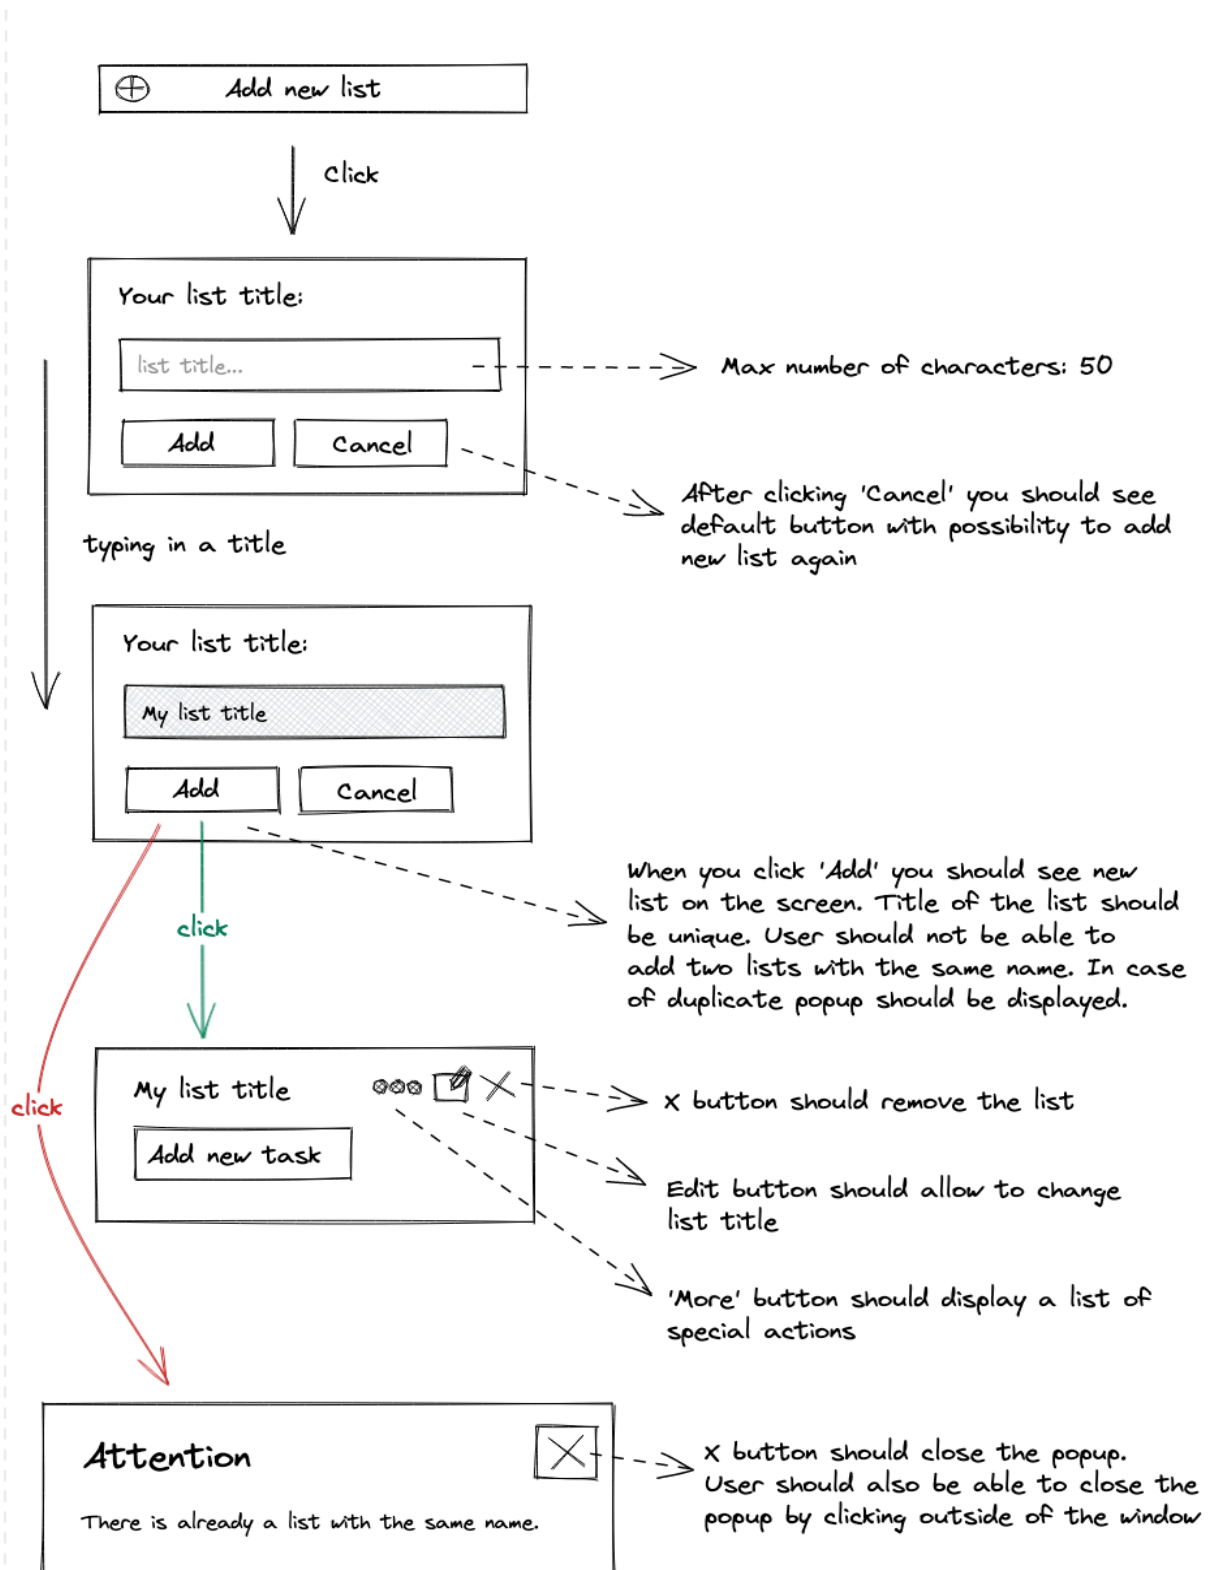 Add new list
Click
Your list title:
list title...
Max number of characters: 50
Add
Cancel
After clicking 'Cancel' you should see
default button with possibility to add
new list again
typing in a title
Your list title:
My list title
Add
Cancel
When you click 'Add' you should see new
list on the screen. Title of the list should
be unique. User should not be able to
add two lists with the same name. In case
of duplicate popup should be displayed.
click
click
My list title
X button should remove the list
Add new task
Edit button should allow to change
list title
'More' button should display a list of
special actions
Attention
X button should close the popup.
User should also be able to close the
popup by clicking outside of the window
There is already a list with the same name.